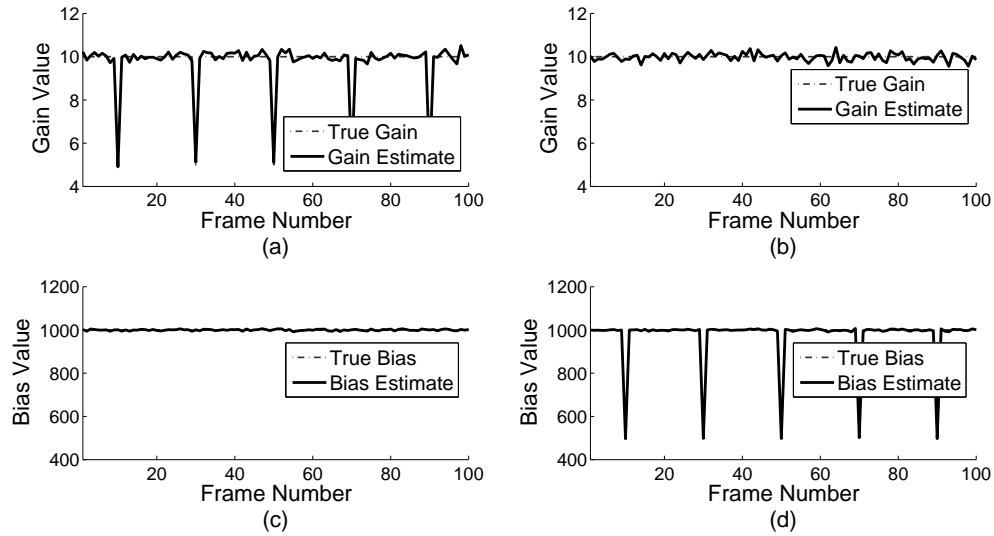 12
10
8
6
4
Gain Value
True Gain
Gain Estimate
20 40 60 80 100
Frame Number
(a)
12
10
8
6
4
Gain Value
True Gain
Gain Estimate
20 40 60 80 100
Frame Number
(b)
1200
1000
800
600
400
Bias Value
True Bias
Bias Estimate
20 40 60 80 100
Frame Number
(c)
1200
1000
800
600
400
Bias Value
True Bias
Bias Estimate
20 40 60 80 100
Frame Number
(d)